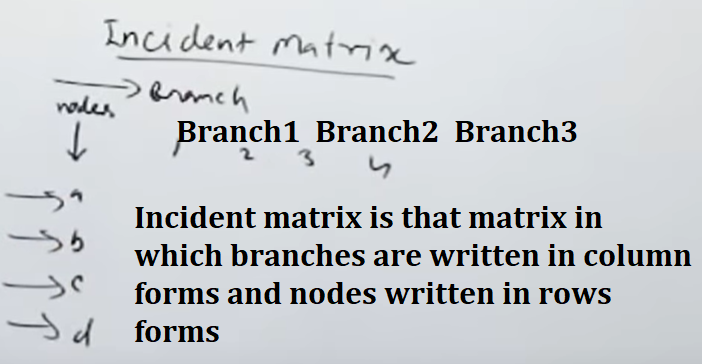 Incident matrix
Branch
nodes
Branch1 Branch2 Branch3
1 2 3 4
a
b
c
d
Incident matrix is that matrix in
which branches are written in column
forms and nodes written in rows
forms